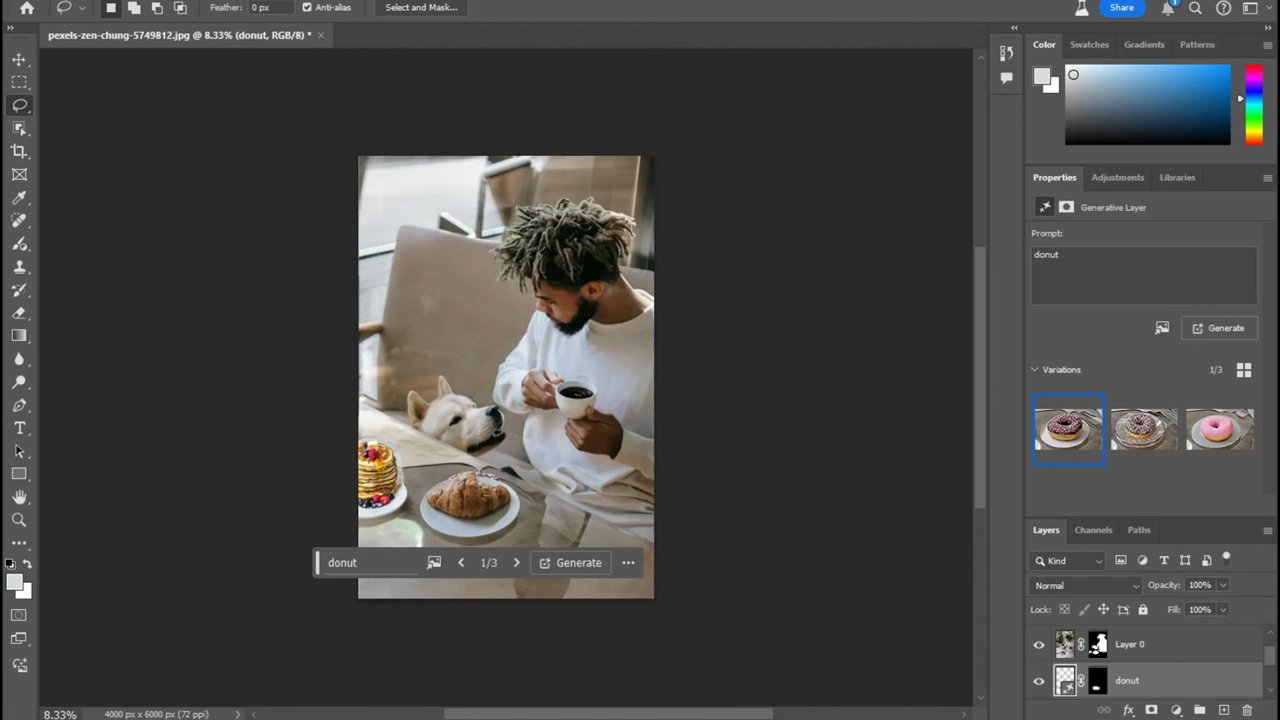 Feather: 0 px Anti-alias Select and Mask... Share 1
pexels-zen-chung-5749812.jpg @ 8.33% (donut, RGB/8) * ×
Color Swatches Gradients Patterns
Properties Adjustments Libraries
Generative Layer
Prompt:
donut
Generate
Variations 1/3
donut 1/3 Generate
Layers Channels Paths
Kind
Normal Opacity: 100%
Lock: Fill: 100%
Layer 0
donut
8.33% 4000 px x 6000 px (72 ppi)